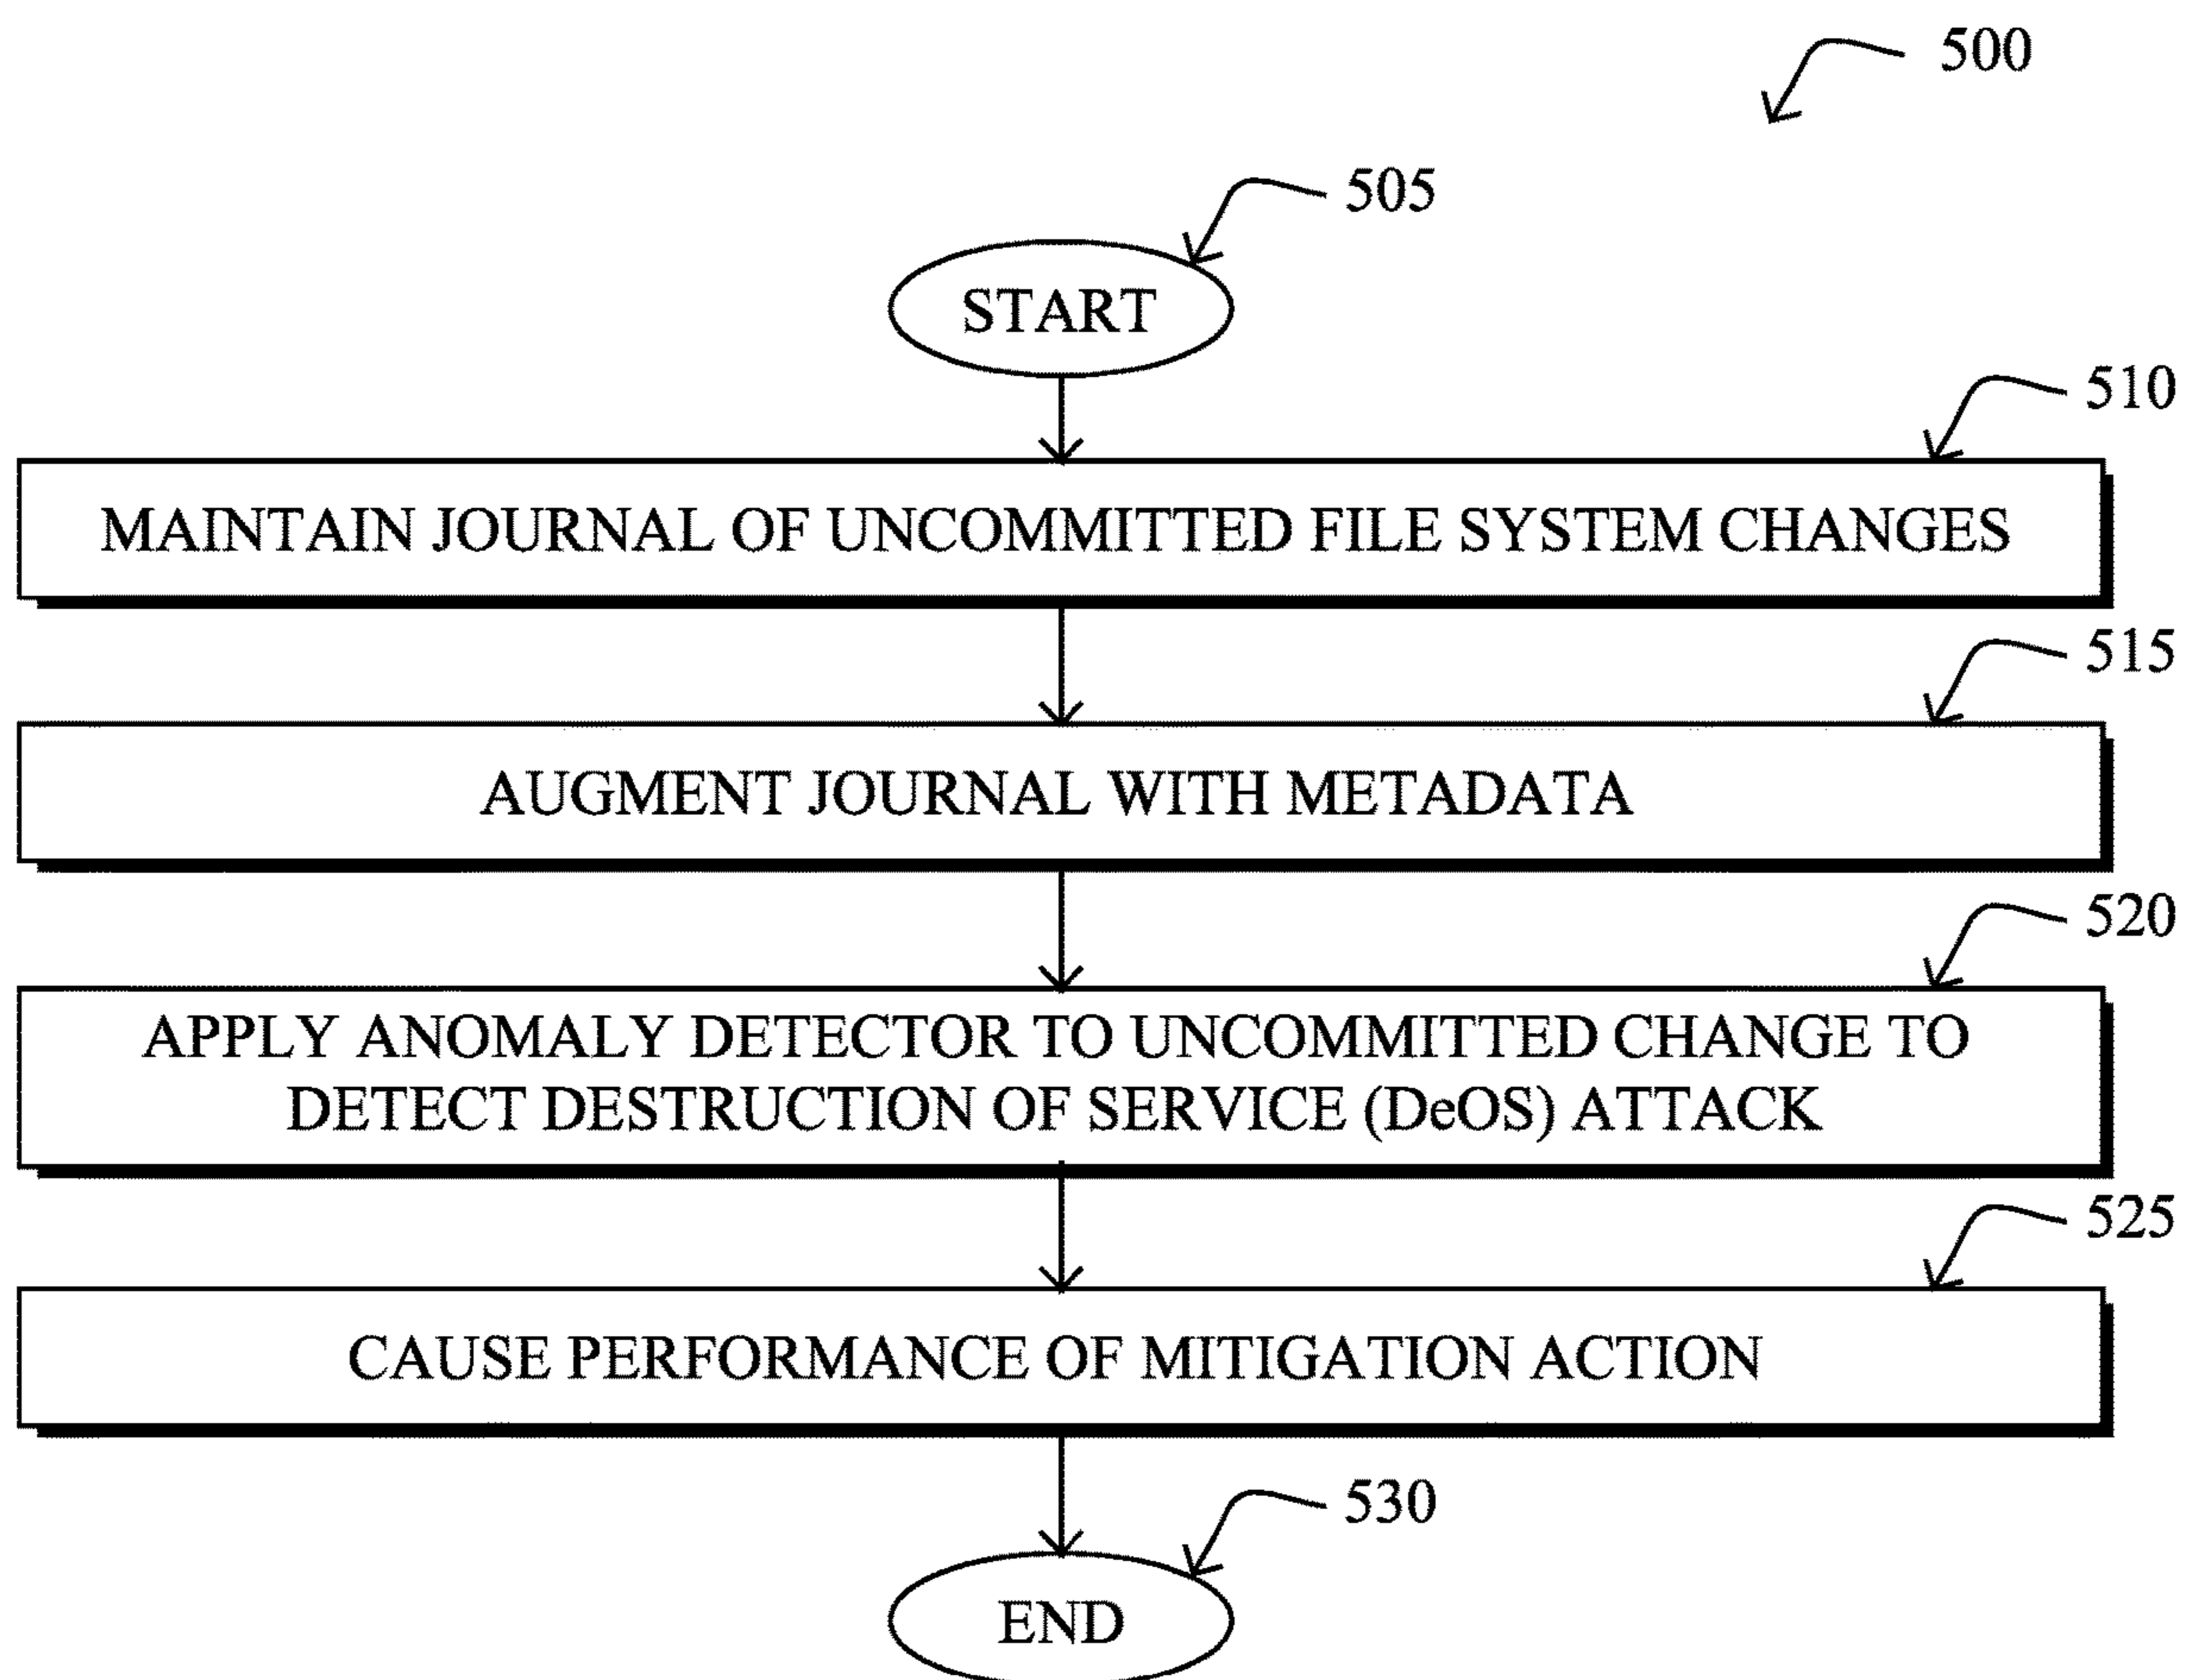 500
505
START
510
MAINTAIN JOURNAL OF UNCOMMITTED FILE SYSTEM CHANGES
515
AUGMENT JOURNAL WITH METADATA
520
APPLY ANOMALY DETECTOR TO UNCOMMITTED CHANGE TO
DETECT DESTRUCTION OF SERVICE (DeOS) ATTACK
525
CAUSE PERFORMANCE OF MITIGATION ACTION
530
END